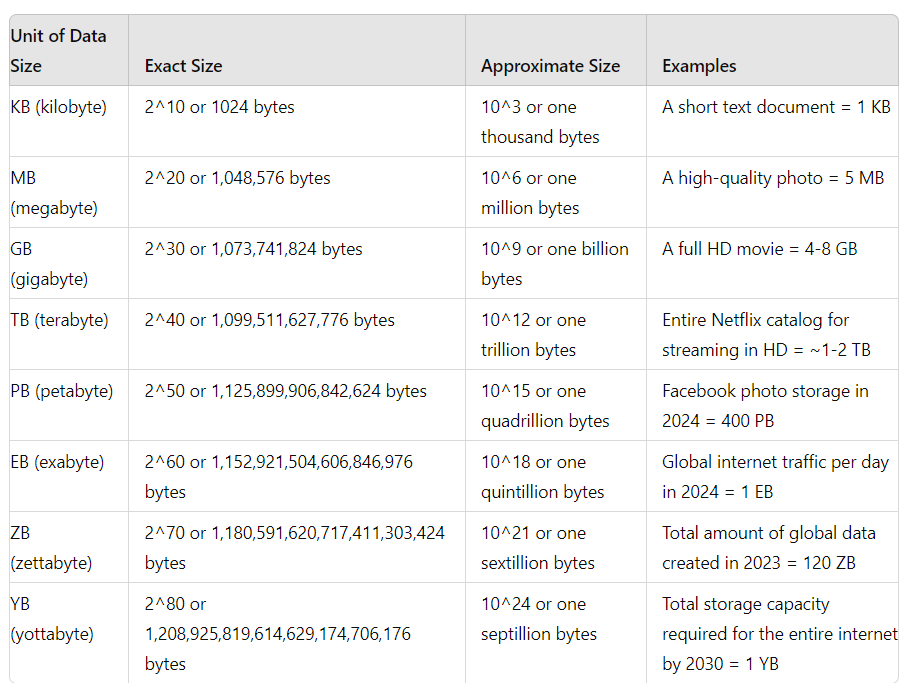 Unit of Data
Size
Exact Size
Approximate Size
Examples
KB (kilobyte)
2^10 or 1024 bytes
10^3 or one
thousand bytes
A short text document = 1 KB
MB
(megabyte)
2^20 or 1,048,576 bytes
10^6 or one
million bytes
A high-quality photo = 5 MB
GB
(gigabyte)
2^30 or 1,073,741,824 bytes
10^9 or one billion
bytes
A full HD movie = 4-8 GB
TB (terabyte)
2^40 or 1,099,511,627,776 bytes
10^12 or one
trillion bytes
Entire Netflix catalog for
streaming in HD = ~1-2 TB
PB (petabyte)
2^50 or 1,125,899,906,842,624 bytes
10^15 or one
quadrillion bytes
Facebook photo storage in
2024 = 400 PB
EB (exabyte)
2^60 or 1,152,921,504,606,846,976
bytes
10^18 or one
quintillion bytes
Global internet traffic per day
in 2024 = 1 EB
ZB
(zettabyte)
2^70 or 1,180,591,620,717,411,303,424
bytes
10^21 or one
sextillion bytes
Total amount of global data
created in 2023 = 120 ZB
YB
(yottabyte)
2^80 or
1,208,925,819,614,629,174,706,176
bytes
10^24 or one
septillion bytes
Total storage capacity
required for the entire internet
by 2030 = 1 YB